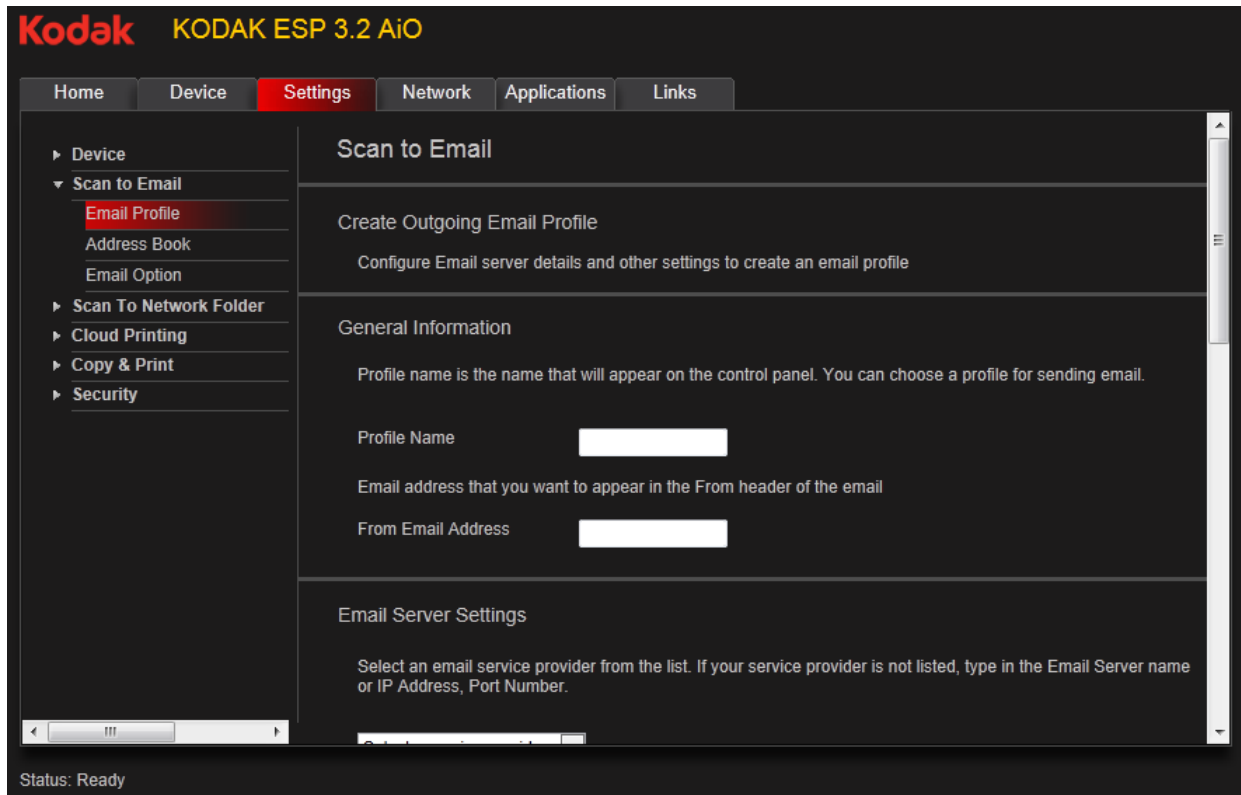 Kodak KODAK ESP 3.2 AiO
Home Device Settings Network Applications Links
Device
Scan to Email
Email Profile
Address Book
Email Option
Scan To Network Folder
Cloud Printing
Copy & Print
Security
Scan to Email
Create Outgoing Email Profile
Configure Email server details and other settings to create an email profile
General Information
Profile name is the name that will appear on the control panel. You can choose a profile for sending email.
Profile Name
Email address that you want to appear in the From header of the email
From Email Address
Email Server Settings
Select an email service provider from the list. If your service provider is not listed, type in the Email Server name
or IP Address, Port Number.
Status: Ready